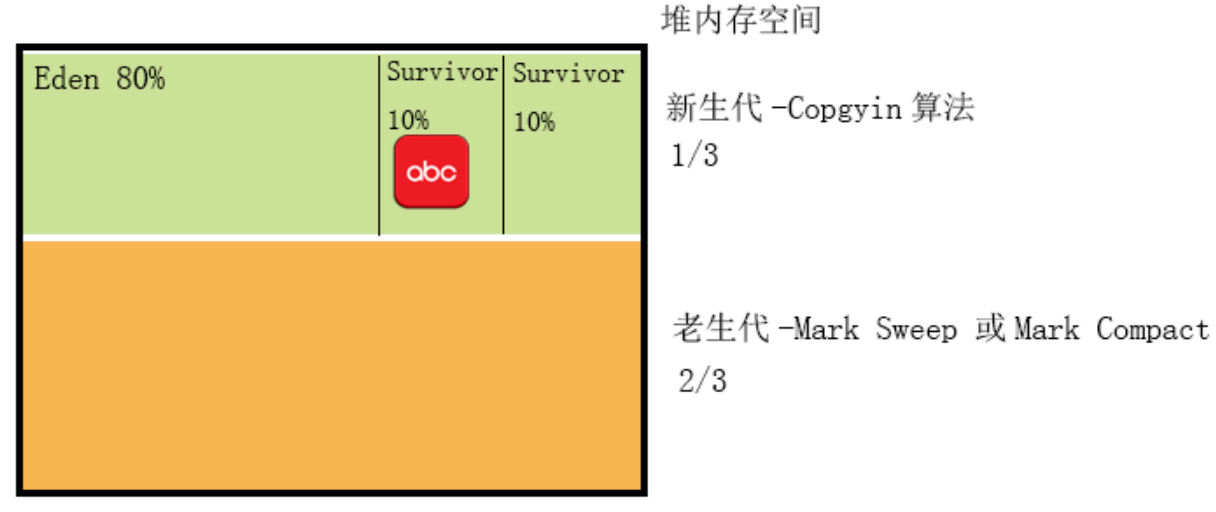 堆内存空间
Eden 80%
Survivor
10%
abc
Survivor
10%
新生代-Copgyin 算法
1/3
老生代-Mark Sweep 或 Mark Compact
2/3